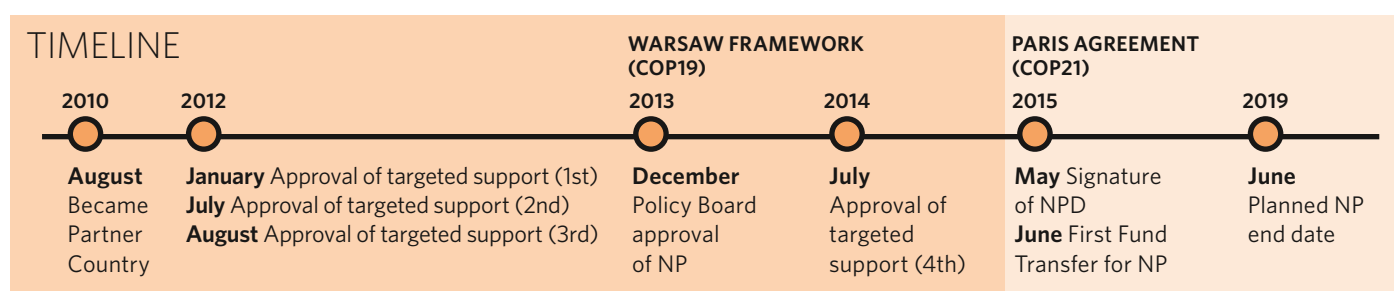 TIMELINE
WARSAW FRAMEWORK
(COP19)
PARIS AGREEMENT
(COP21)
2010
August
Became
Partner
Country
2012
January Approval of targeted support (1st)
July Approval of targeted support (2nd)
August Approval of targeted support (3rd)
2013
December
Policy Board
approval
of NP
2014
July
Approval of
targeted
support (4th)
2015
May Signature
of NPD
June First Fund
Transfer for NP
2019
June
Planned NP
end date